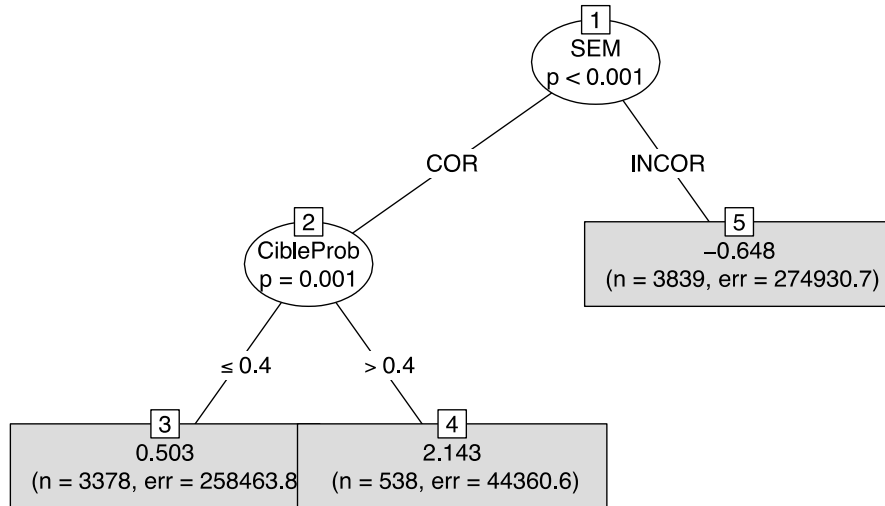 1
SEM
p < 0.001
COR
INCOR
2
CibleProb
p = 0.001
5
−0.648
(n = 3839, err = 274930.7)
≤ 0.4
> 0.4
3
0.503
(n = 3378, err = 258463.8
4
2.143
(n = 538, err = 44360.6)